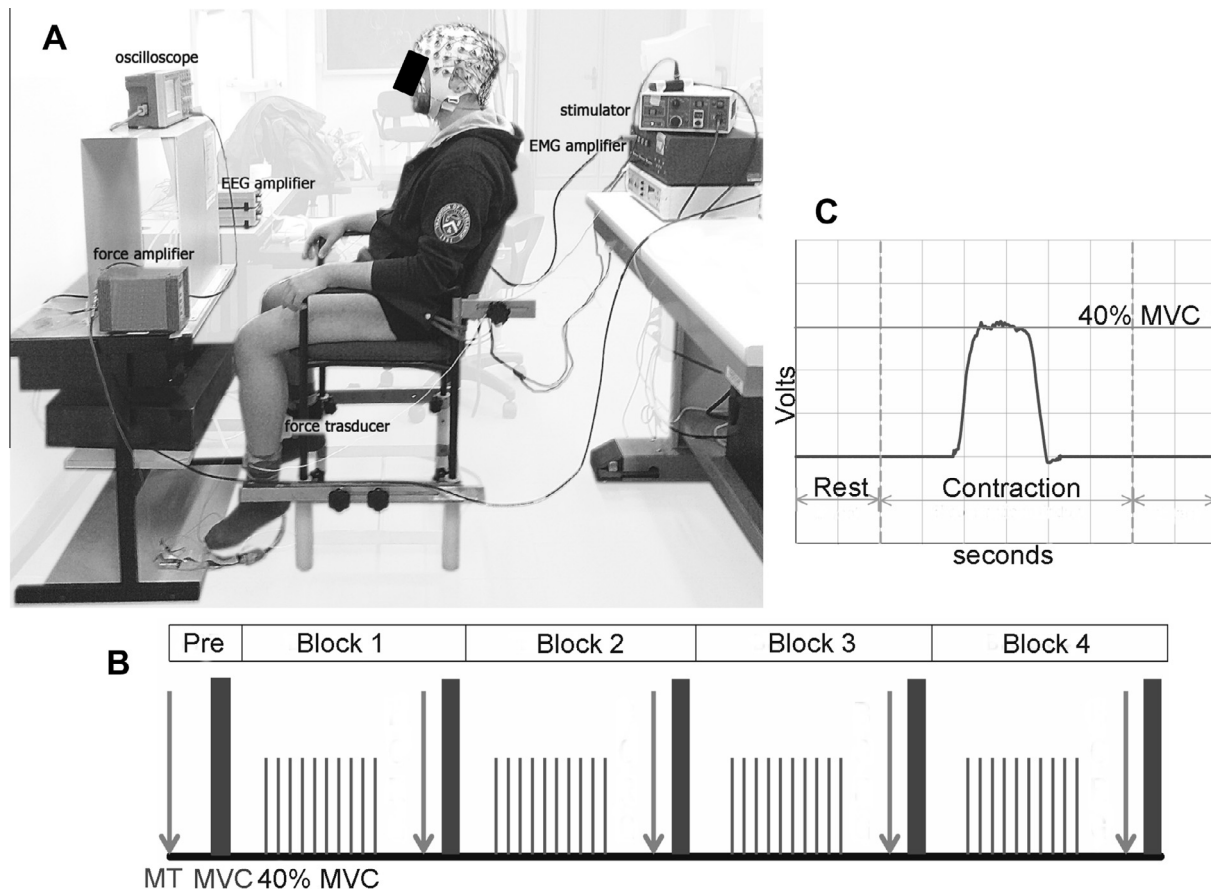 A
oscilloscope
stimulator
EMG amplifier
EEG amplifier
force amplifier
force trasducer
C
40% MVC
Volts
Rest
Contraction
seconds
B
Pre Block 1 Block 2 Block 3 Block 4
MT MVC 40% MVC